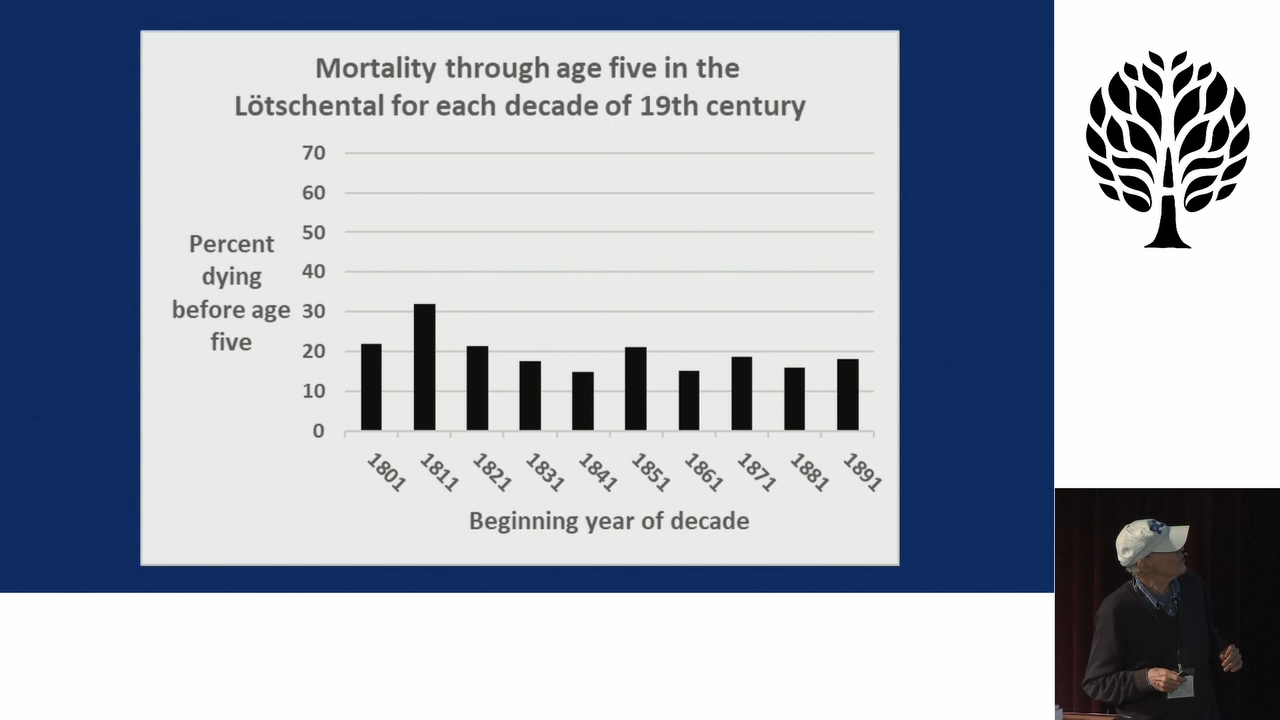 Mortality through age five in the
Lötschental for each decade of 19th century
Percent
dying
before age
five
70
60
50
40
30
20
10
0
1801
1811
1821
1831
1841
1851
1861
1871
1881
1891
Beginning year of decade